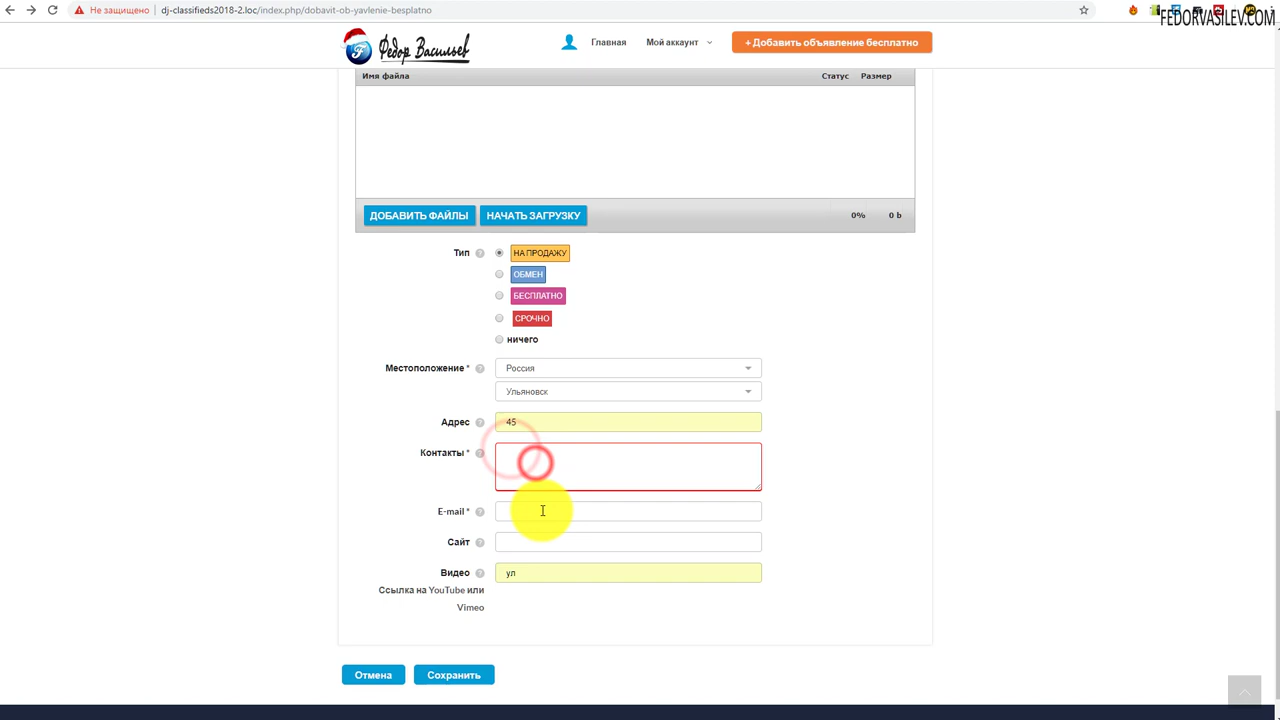 Не защищено
dj-classifieds2018-2.loc/index.php/dobavit-ob-yavlenie-besplatno
FEDORVASILEV.COM
Федор Васильев
Главная
Мой аккаунт
+ Добавить объявление бесплатно
Имя файла
Статус
Размер
ДОБАВИТЬ ФАЙЛЫ
НАЧАТЬ ЗАГРУЗКУ
0%
0 b
Тип
НА ПРОДАЖУ
ОБМЕН
БЕСПЛАТНО
СРОЧНО
ничего
Местоположение *
Россия
Ульяновск
Адрес
45
Контакты *
E-mail *
Сайт
Видео
ул
Ссылка на YouTube или
Vimeo
Отмена
Сохранить